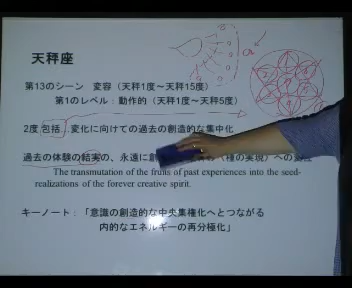 天秤座
第13のシーン 変容（天秤1度～天秤15度）
第1のレベル：動作的（天秤1度～天秤5度）
2度 包括 変化に向けての過去の創造的な集中化
過去の体験の結実の、永遠に創
（種の実現）への
The transmutation of the fruits of past experiences into the seed-
realizations of the forever creative spirit.
キーノート：「意識の創造的な中央集権化へとつながる
内的なエネルギーの再分極化」